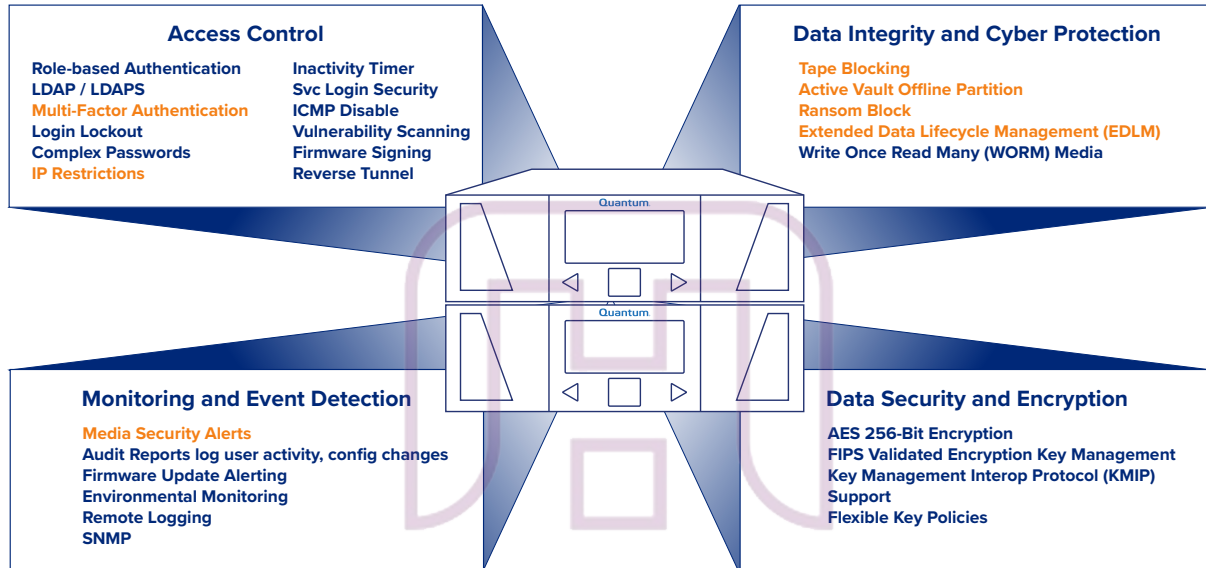 Access Control
Role-based Authentication
LDAP / LDAPS
Multi-Factor Authentication
Login Lockout
Complex Passwords
IP Restrictions
Inactivity Timer
Svc Login Security
ICMP Disable
Vulnerability Scanning
Firmware Signing
Reverse Tunnel
Data Integrity and Cyber Protection
Tape Blocking
Active Vault Offline Partition
Ransom Block
Extended Data Lifecycle Management (EDLM)
Write Once Read Many (WORM) Media
Quantum
Quantum
Monitoring and Event Detection
Media Security Alerts
Audit Reports log user activity, config changes
Firmware Update Alerting
Environmental Monitoring
Remote Logging
SNMP
Data Security and Encryption
AES 256-Bit Encryption
FIPS Validated Encryption Key Management
Key Management Interop Protocol (KMIP)
Support
Flexible Key Policies